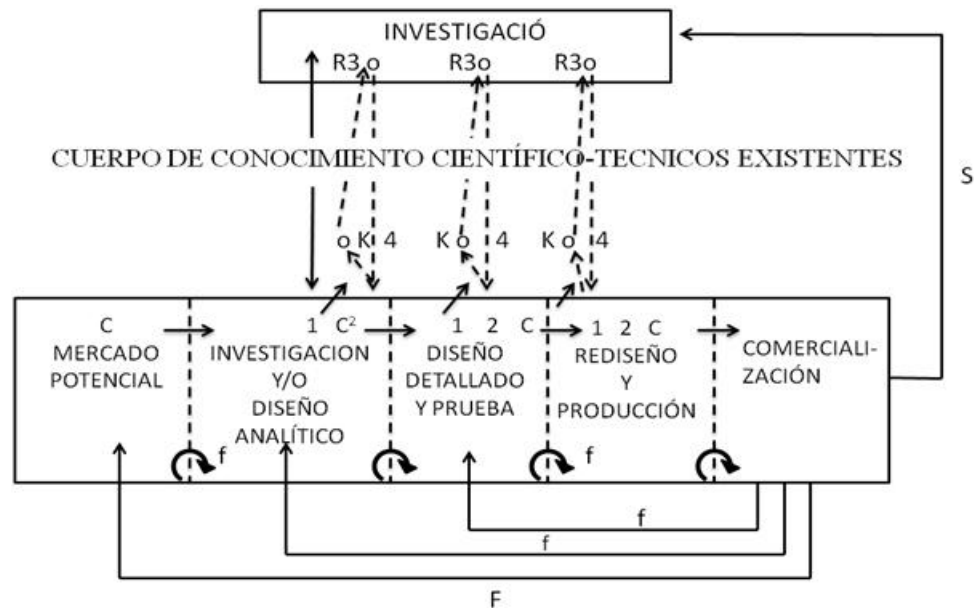 INVESTIGACIÓ
R3o R3o R3o
CUERPO DE CONOCIMIENTO CIENTÍFICO-TECNICOS EXISTENTES
S
o K 4 K o 4 K o 4
C
MERCADO
POTENCIAL
1 C²
INVESTIGACION
Y/O
DISEÑO
ANALÍTICO
1 2 C
DISEÑO
DETALLADO
Y PRUEBA
1 2 C
REDISEÑO
Y
PRODUCCIÓN
COMERCIALI-
ZACIÓN
f f
f
f
F